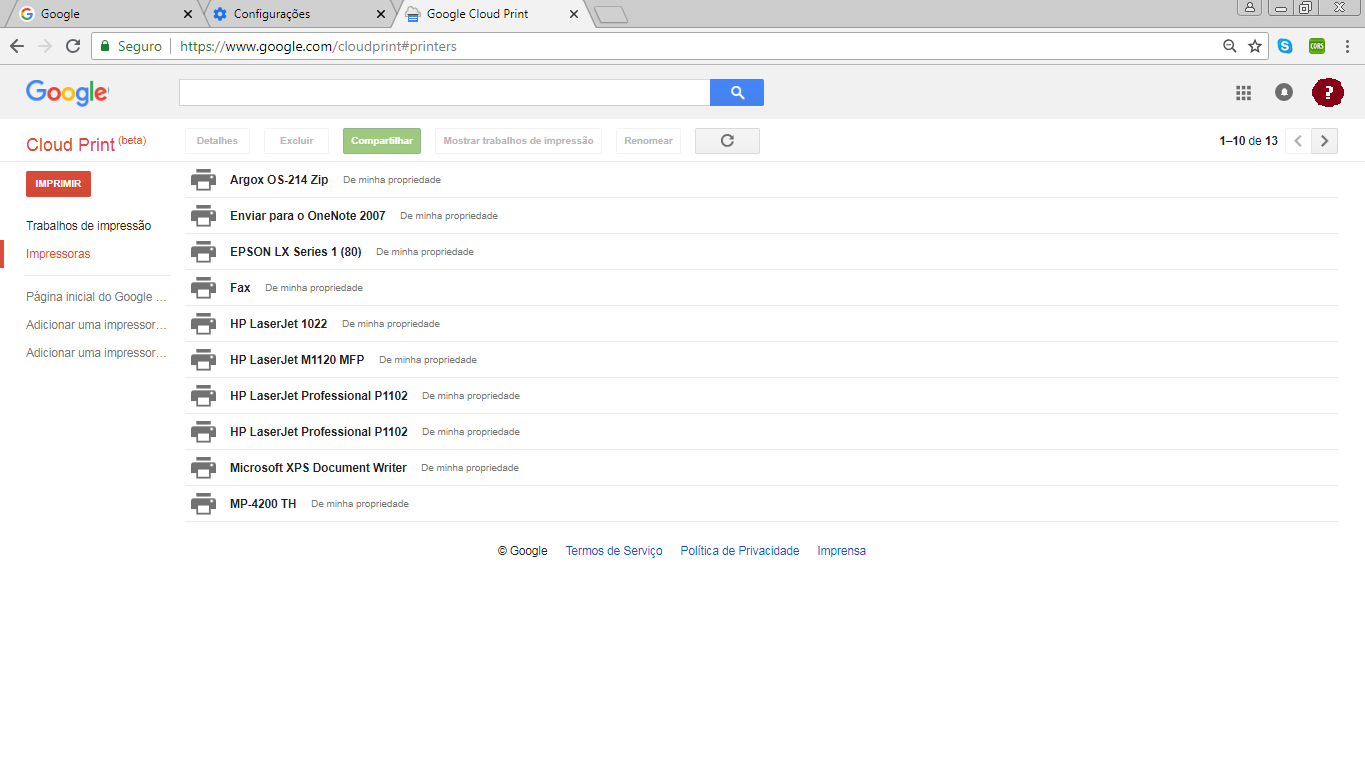 Google
Configurações
Google Cloud Print
Seguro
https://www.google.com/cloudprint#printers
CORS
Google
?
Cloud Print (beta)
Detalhes
Excluir
Compartilhar
Mostrar trabalhos de impressão
Renomear
1–10 de 13
IMPRIMIR
Trabalhos de impressão
Impressoras
Página inicial do Google ...
Adicionar uma impressor...
Adicionar uma impressor...
Argox OS-214 Zip De minha propriedade
Enviar para o OneNote 2007 De minha propriedade
EPSON LX Series 1 (80) De minha propriedade
Fax De minha propriedade
HP LaserJet 1022 De minha propriedade
HP LaserJet M1120 MFP De minha propriedade
HP LaserJet Professional P1102 De minha propriedade
HP LaserJet Professional P1102 De minha propriedade
Microsoft XPS Document Writer De minha propriedade
MP-4200 TH De minha propriedade
© Google Termos de Serviço Política de Privacidade Imprensa